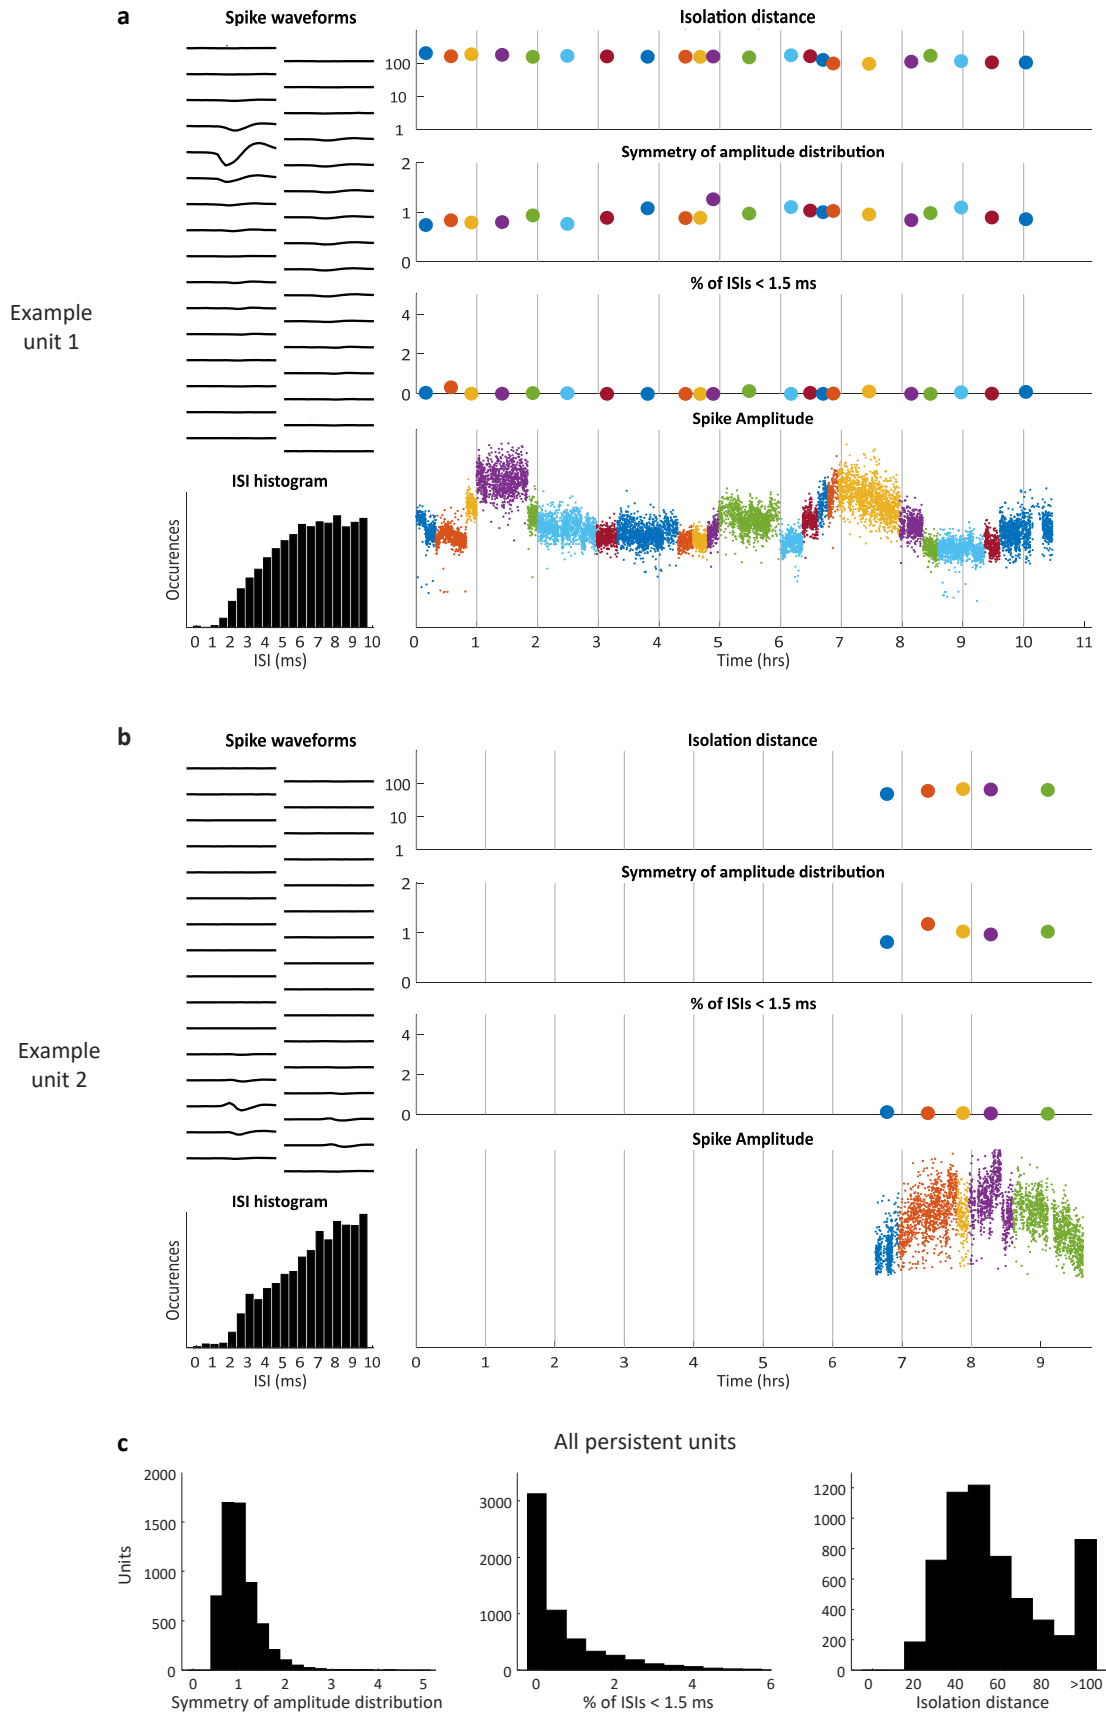 a
Spike waveforms
Isolation distance
100
10
1
Symmetry of amplitude distribution
2
1
0
% of ISIs < 1.5 ms
4
2
0
Example
unit 1
Spike Amplitude
ISI histogram
Occurences
0 1 2 3 4 5 6 7 8 9 10
ISI (ms)
0 1 2 3 4 5 6 7 8 9 10 11
Time (hrs)
b
Spike waveforms
Isolation distance
100
10
1
Symmetry of amplitude distribution
2
1
0
% of ISIs < 1.5 ms
4
2
0
Example
unit 2
Spike Amplitude
ISI histogram
Occurences
0 1 2 3 4 5 6 7 8 9 10
ISI (ms)
0 1 2 3 4 5 6 7 8 9
Time (hrs)
c
All persistent units
Units
2000
1500
1000
500
0
0 1 2 3 4 5
Symmetry of amplitude distribution
3000
2000
1000
0
0 2 4 6
% of ISIs < 1.5 ms
1200
1000
800
600
400
200
0
20 40 60 80 >100
Isolation distance